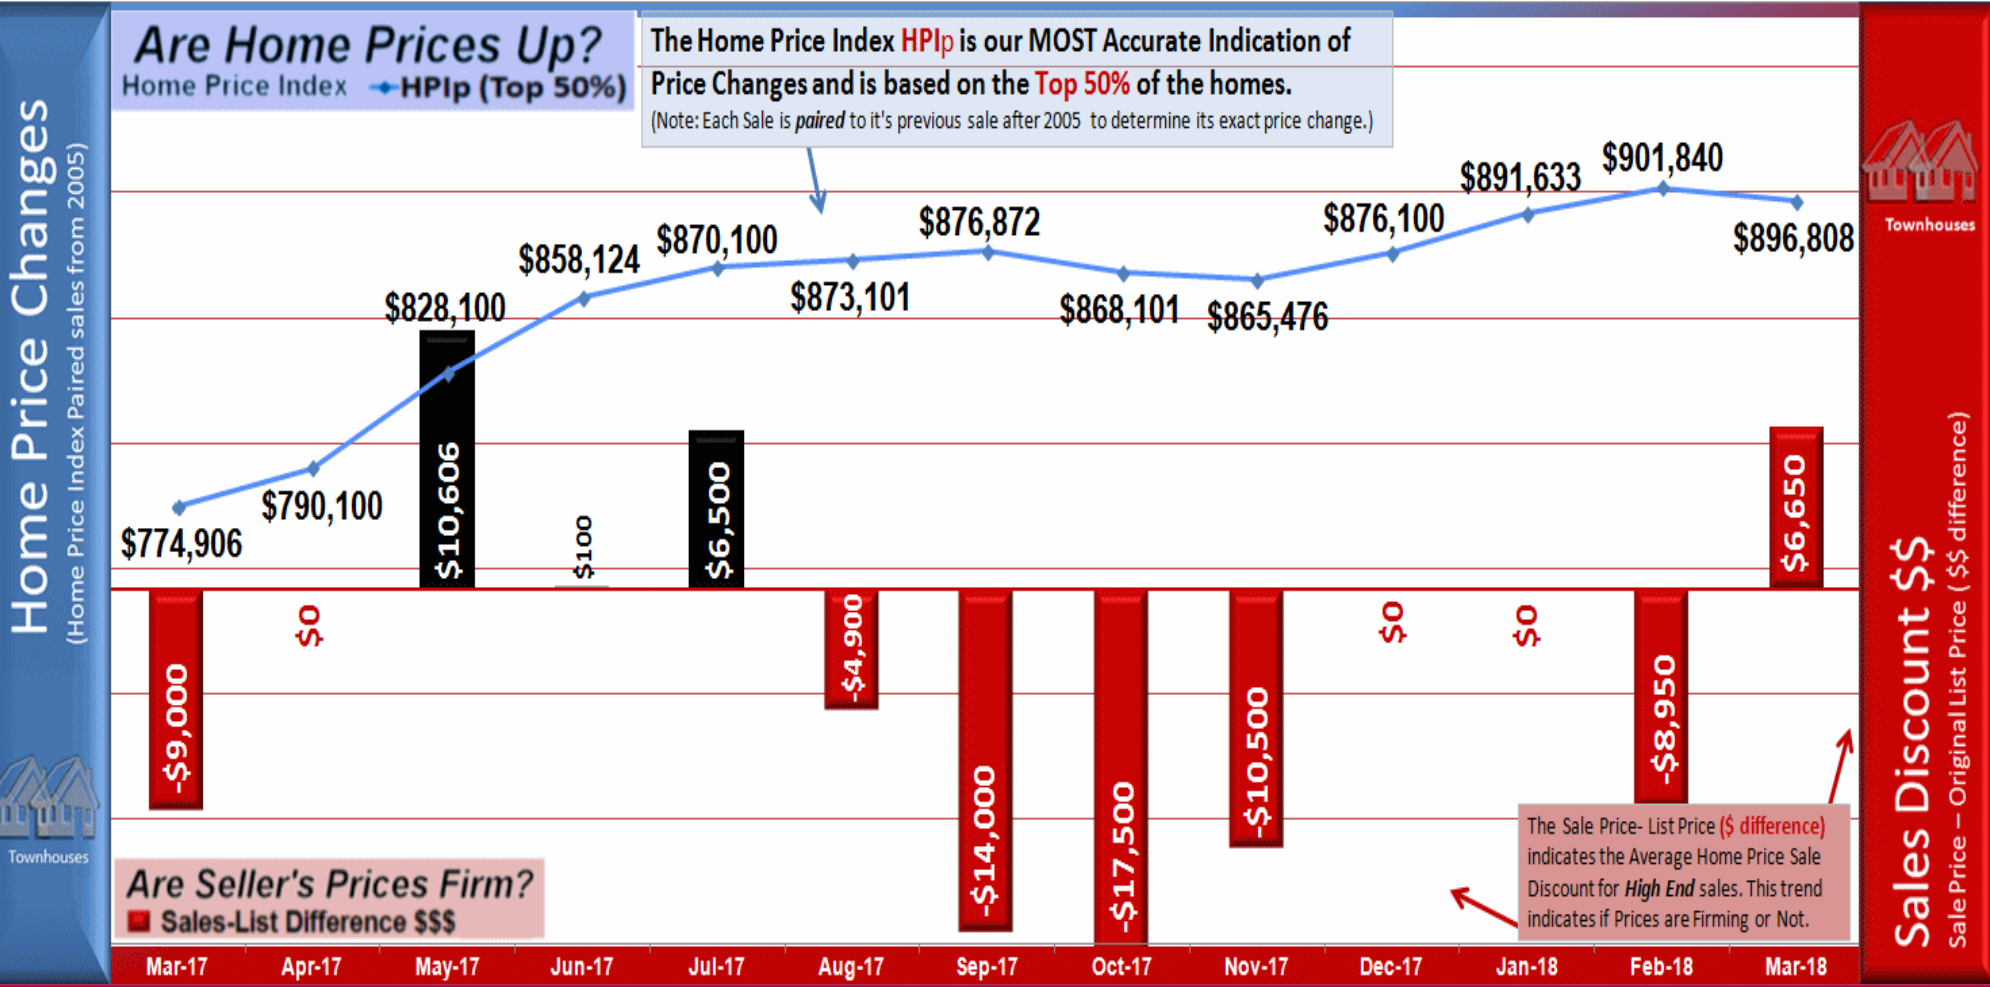 Are Home Prices Up?
Home Price Index HPIp (Top 50%)
The Home Price Index HPIp is our MOST Accurate Indication of
Price Changes and is based on the Top 50% of the homes.
(Note: Each Sale is paired to it's previous sale after 2005 to determine its exact price change.)
Home Price Changes
(Home Price Index Paired sales from 2005)
Townhouses
$774,906
$790,100
$828,100
$858,124
$870,100
$873,101
$876,872
$868,101
$865,476
$876,100
$891,633
$901,840
$896,808
-$9,000
$0
$10,606
$100
$6,500
-$4,900
-$14,000
-$17,500
-$10,500
$0
$0
-$8,950
$6,650
Townhouses
Sales Discount $$
Sale Price – Original List Price ( $$ difference)
The Sale Price- List Price ($ difference)
indicates the Average Home Price Sale
Discount for High End sales. This trend
indicates if Prices are Firming or Not.
Are Seller's Prices Firm?
Sales-List Difference $$$
Mar-17 Apr-17 May-17 Jun-17 Jul-17 Aug-17 Sep-17 Oct-17 Nov-17 Dec-17 Jan-18 Feb-18 Mar-18